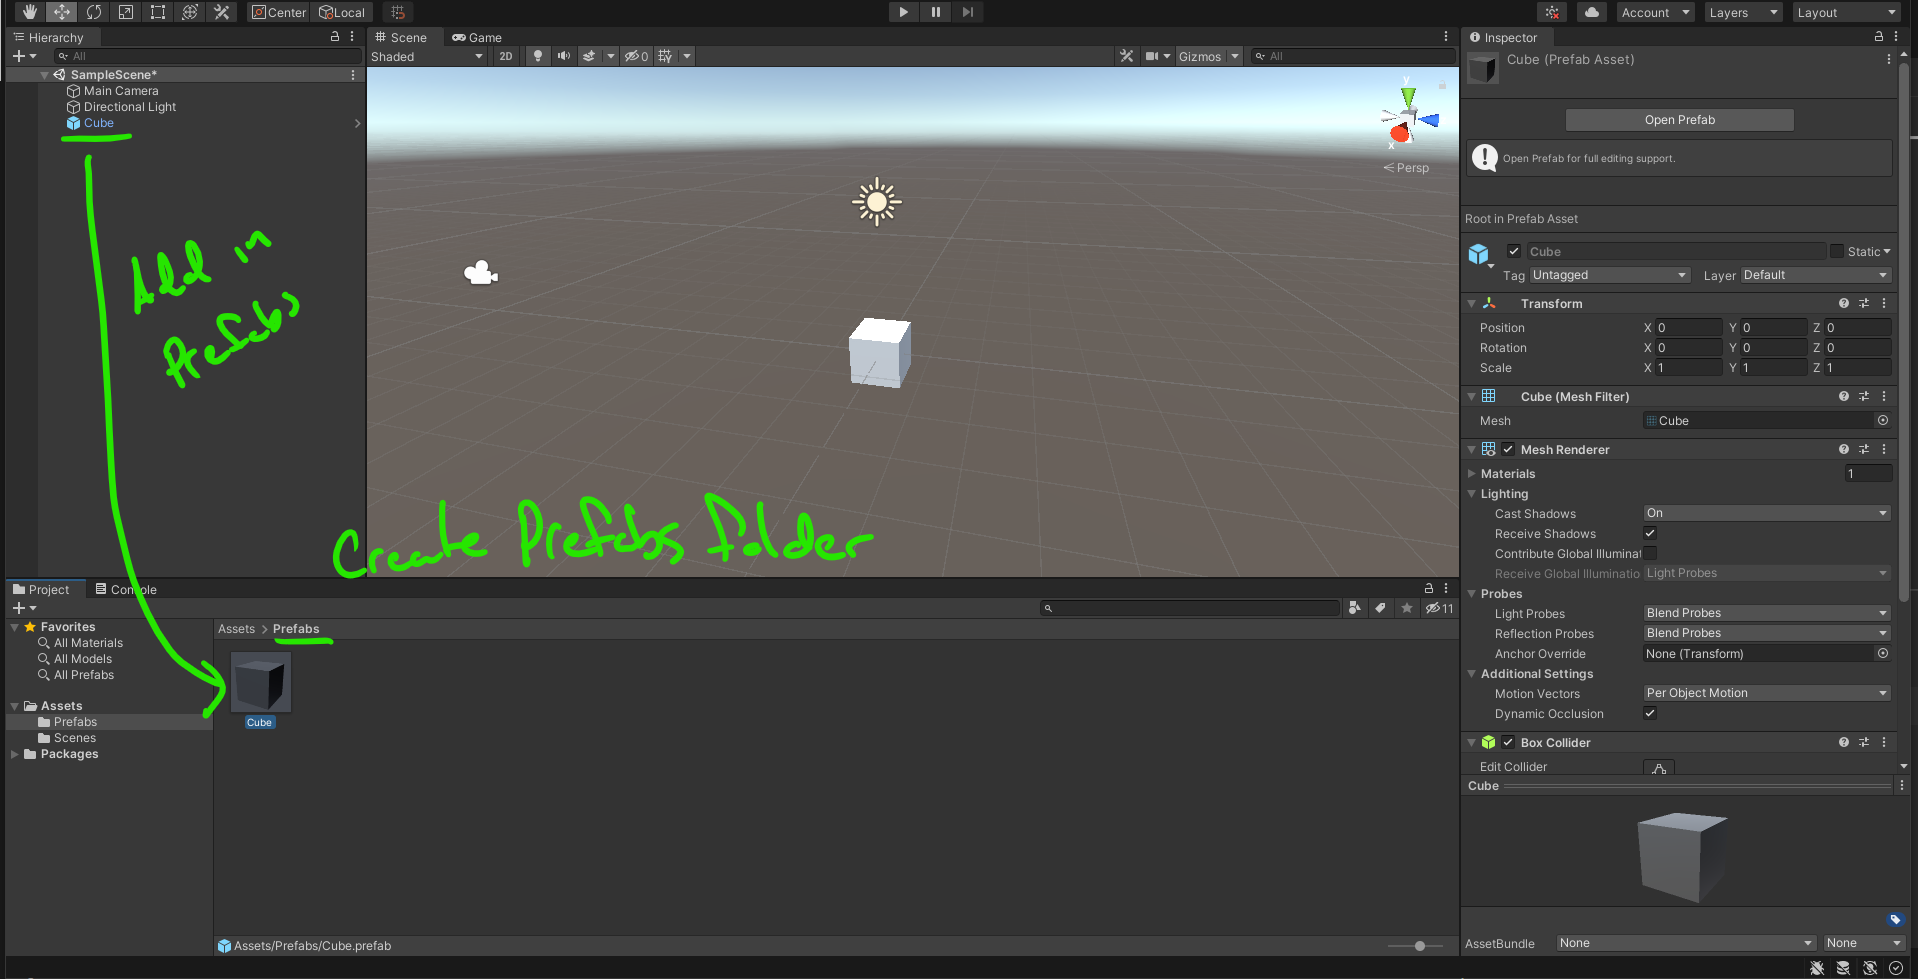 Center
Local
Account
Layers
Layout
Hierarchy
All
SampleScene*
Main Camera
Directional Light
Cube
Add in
Prefabs
Scene
Game
Shaded
2D
0
Gizmos
All
y
x
Persp
Create Prefabs folder
Project
Console
11
Favorites
All Materials
All Models
All Prefabs
Assets
Prefabs
Scenes
Packages
Assets > Prefabs
Cube
Assets/Prefabs/Cube.prefab
Inspector
Cube (Prefab Asset)
Open Prefab
Open Prefab for full editing support.
Root in Prefab Asset
Cube
Static
Tag Untagged Layer Default
Transform
Position X 0 Y 0 Z 0
Rotation X 0 Y 0 Z 0
Scale X 1 Y 1 Z 1
Cube (Mesh Filter)
Mesh Cube
Mesh Renderer
Materials 1
Lighting
Cast Shadows On
Receive Shadows
Contribute Global Illuminat
Receive Global Illuminatio Light Probes
Probes
Light Probes Blend Probes
Reflection Probes Blend Probes
Anchor Override None (Transform)
Additional Settings
Motion Vectors Per Object Motion
Dynamic Occlusion
Box Collider
Edit Collider
Cube
AssetBundle None None